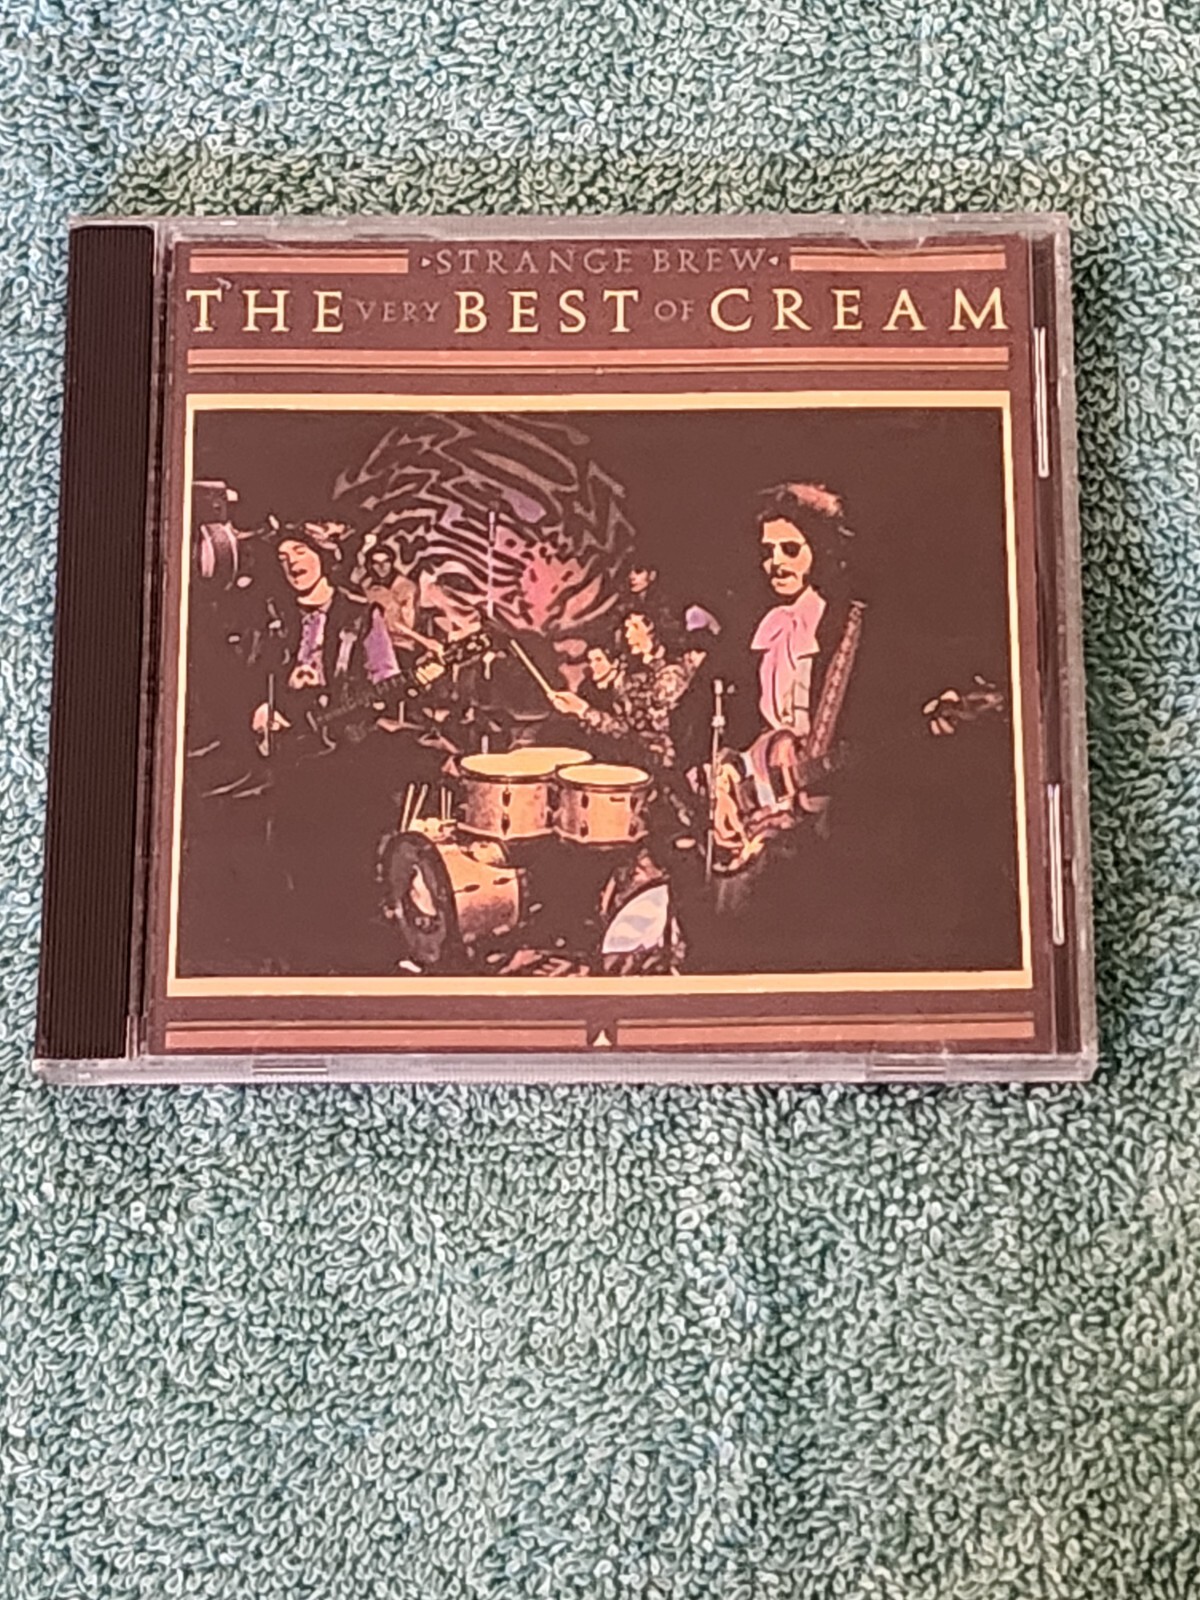 ·STRANGE BREW·
THE VERY BEST OF CREAM